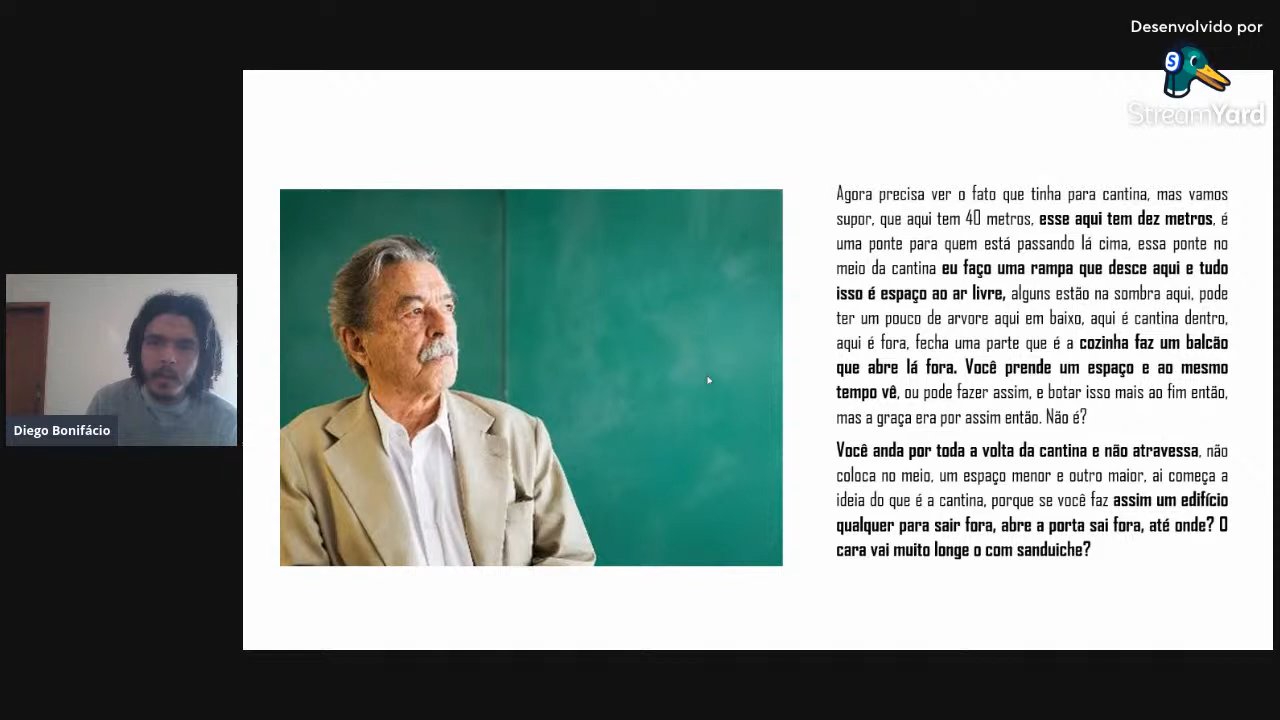 Desenvolvido por
StreamYard
Agora precisa ver o fato que tinha para cantina, mas vamos
supor, que aqui tem 40 metros, esse aqui tem dez metros, é
uma ponte para quem está passando lá cima, essa ponte no
meio da cantina eu faço uma rampa que desce aqui e tudo
isso é espaço ao ar livre, alguns estão na sombra aqui, pode
ter um pouco de arvore aqui em baixo, aqui é cantina dentro,
aqui é fora, fecha uma parte que é a cozinha faz um balcão
que abre lá fora. Você prende um espaço e ao mesmo
tempo vê, ou pode fazer assim, e botar isso mais ao fim então,
mas a graça era por assim então. Não é?
Você anda por toda a volta da cantina e não atravessa, não
coloca no meio, um espaço menor e outro maior, ai começa a
ideia do que é a cantina, porque se você faz assim um edifício
qualquer para sair fora, abre a porta sai fora, até onde? O
cara vai muito longe o com sanduiche?
Diego Bonifácio